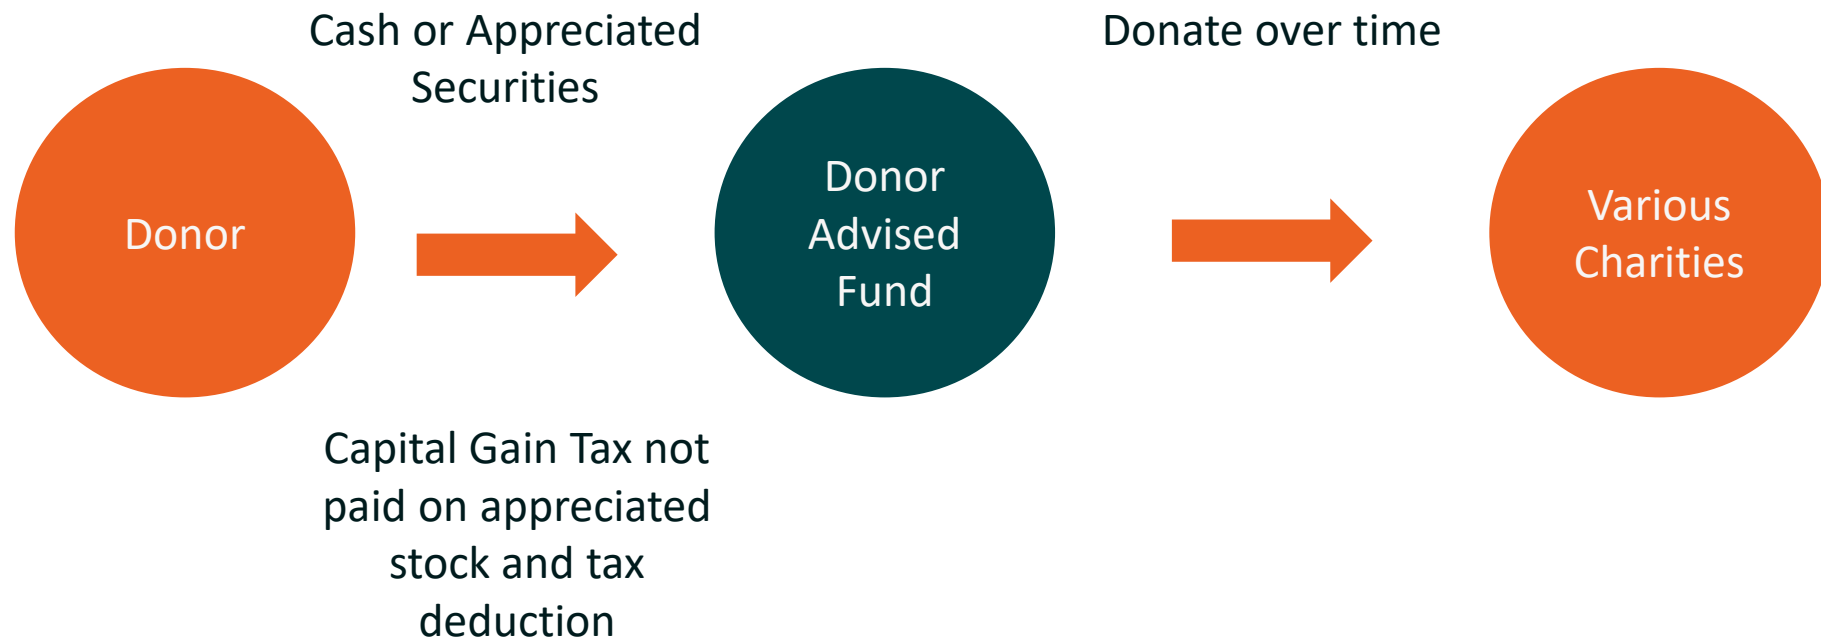 Cash or Appreciated
Securities
Donate over time
Donor
Donor
Advised
Fund
Various
Charities
Capital Gain Tax not
paid on appreciated
stock and tax
deduction